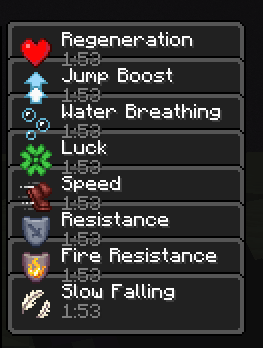 Regeneration
1:53
Jump Boost
1:53
Water Breathing
1:53
Luck
1:53
Speed
1:53
Resistance
1:53
Fire Resistance
1:53
Slow Falling
1:53